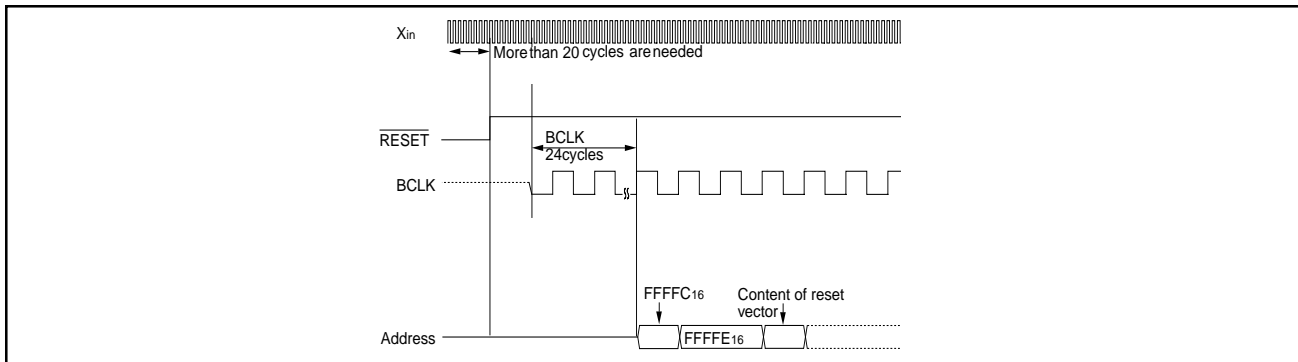 Xin
More than 20 cycles are needed
RESET
BCLK
24cycles
BCLK
FFFFC16
Content of reset
vector
Address
FFFFE16